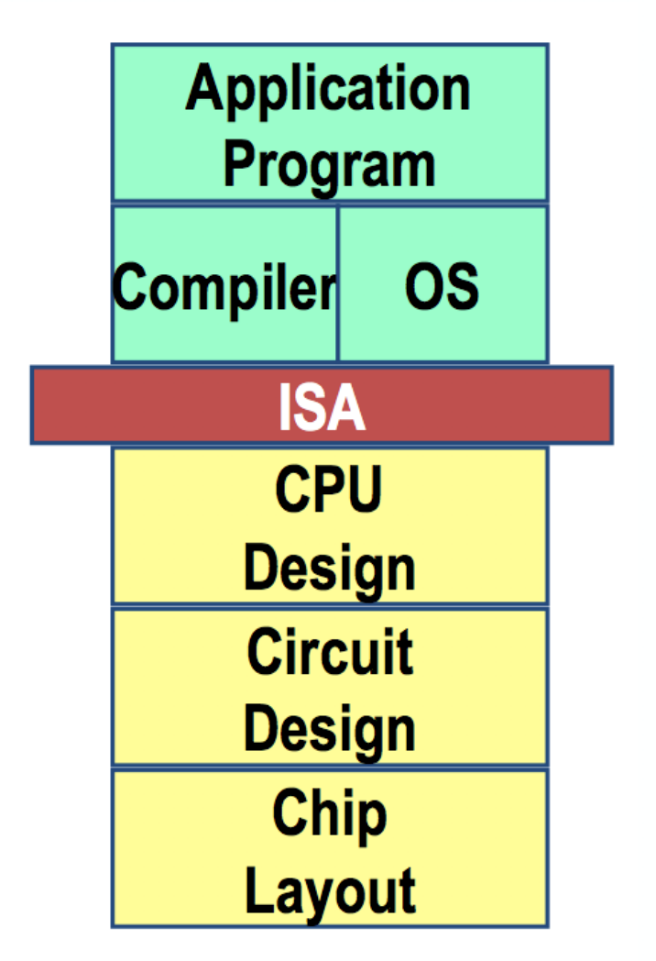 Application
Program
Compiler
OS
ISA
CPU
Design
Circuit
Design
Chip
Layout